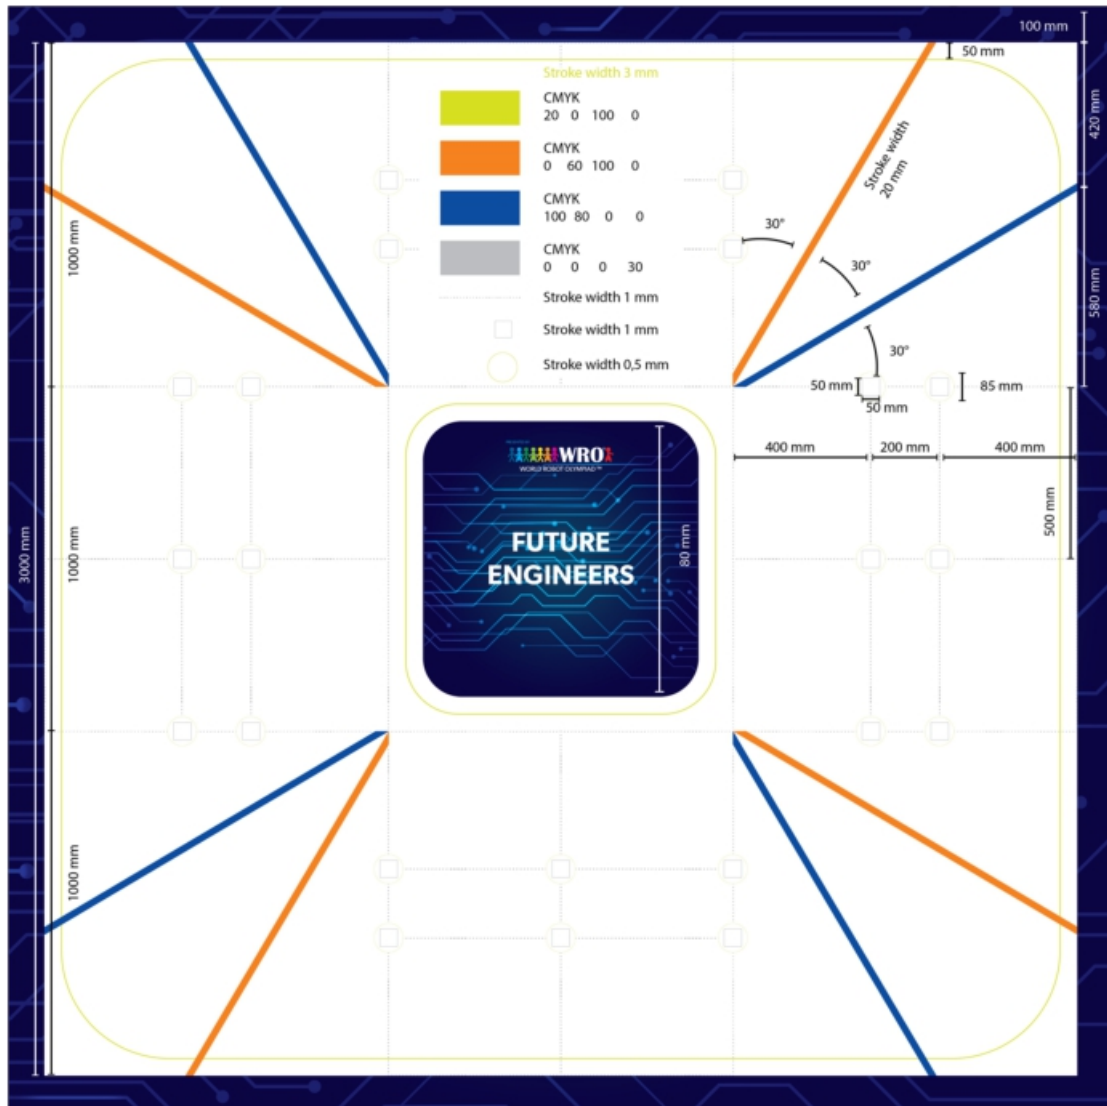 100 mm
50 mm
Stroke width 3 mm
CMYK
20 0 100 0
420 mm
CMYK
0 60 100 0
Stroke width
20 mm
CMYK
100 80 0 0
30°
1000 mm
CMYK
0 0 0 30
30°
580 mm
Stroke width 1 mm
Stroke width 1 mm
30°
Stroke width 0,5 mm
50 mm
85 mm
50 mm
400 mm
200 mm
400 mm
WRO
WORLD ROBOT OLYMPIAD™
500 mm
FUTURE
ENGINEERS
80 mm
3000 mm
1000 mm
1000 mm